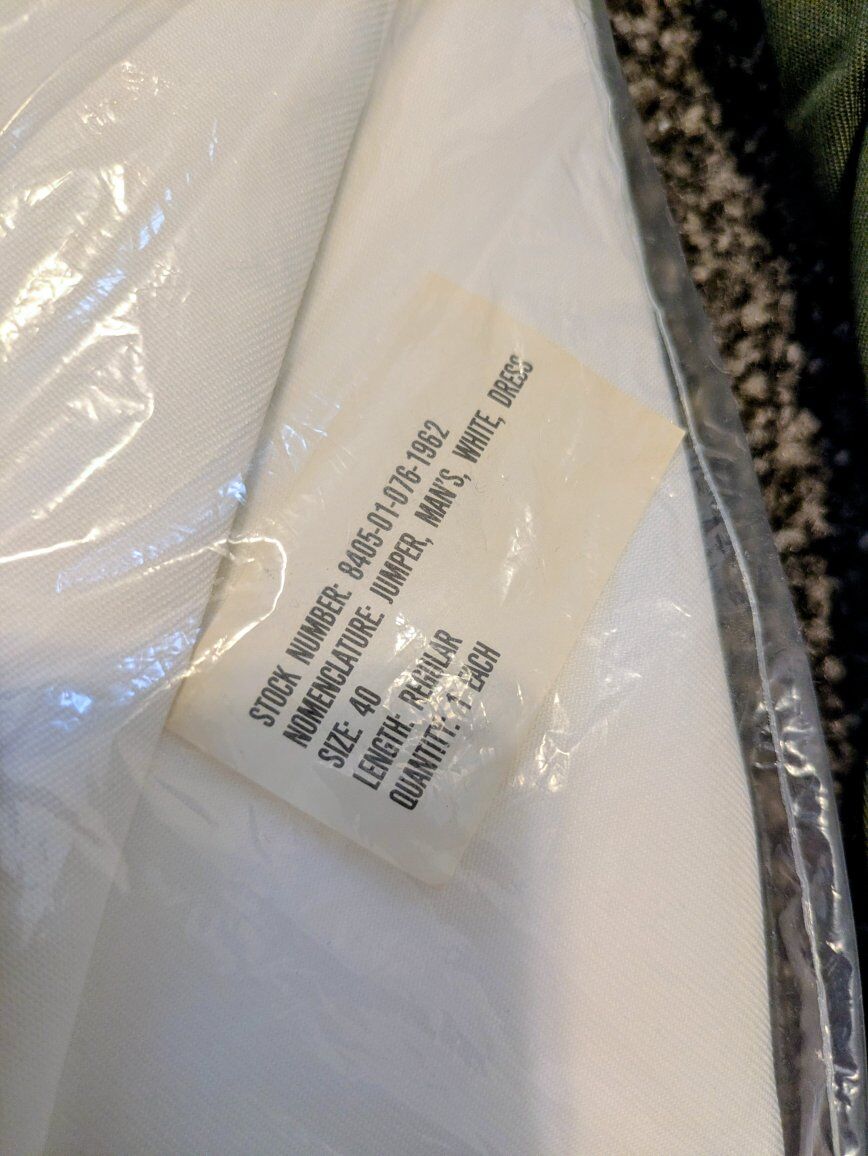 STOCK NUMBER: 8405-01-076-1962
NOMENCLATURE: JUMPER, MAN'S, WHITE, DRESS
SIZE: 40
LENGTH: REGULAR
QUANTITY: 1 EACH